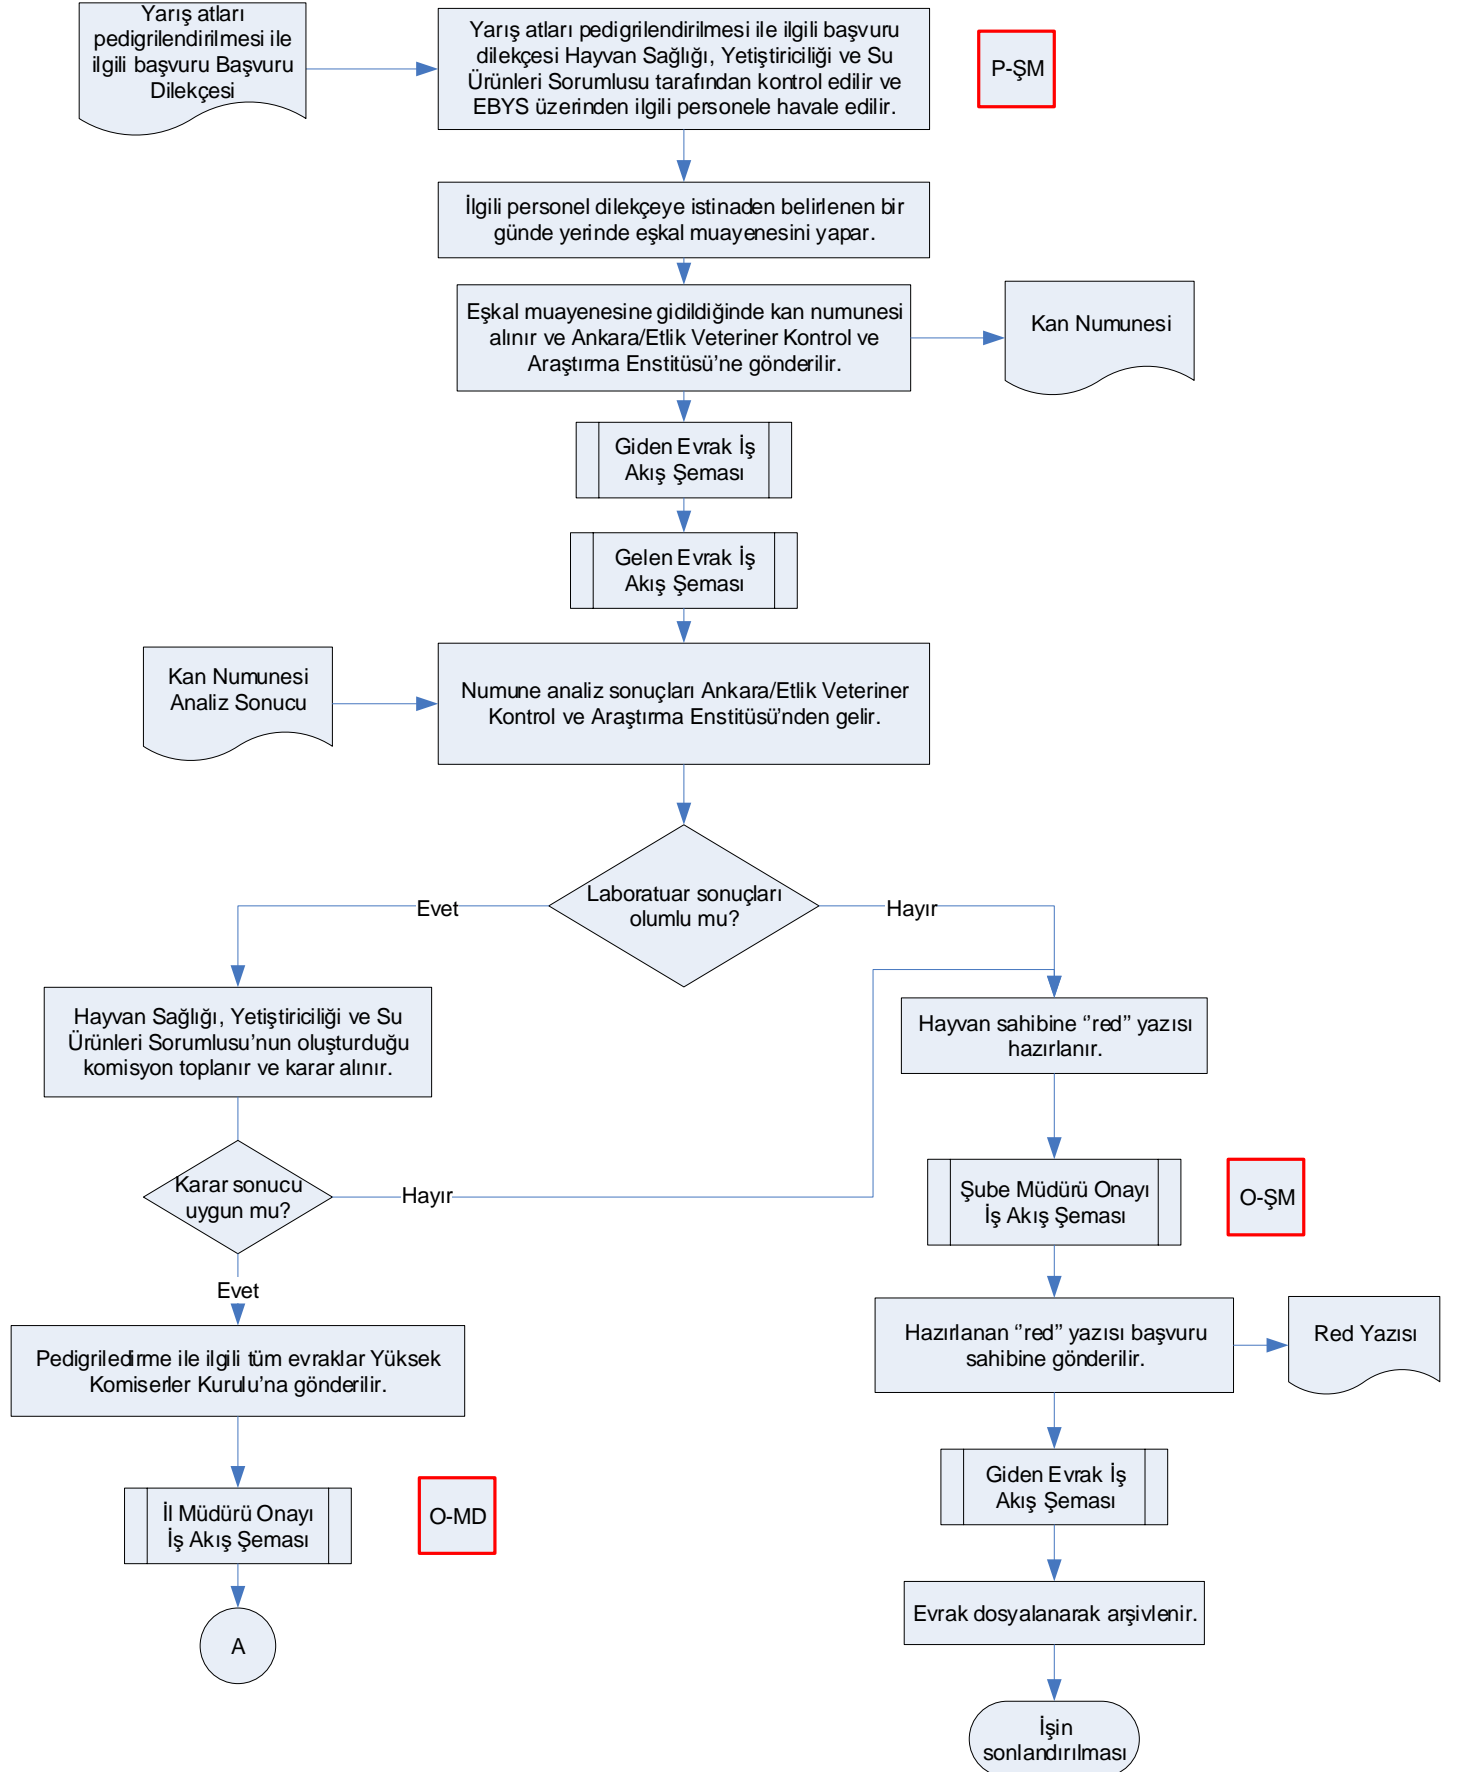 Yarış atları
pedigrilendirilmesi ile
ilgili başvuru Başvuru
Dilekçesi
Yarış atları pedigrilendirilmesi ile ilgili başvuru
dilekçesi Hayvan Sağlığı, Yetiştiriciliği ve Su
Ürünleri Sorumlusu tarafından kontrol edilir ve
EBYS üzerinden ilgili personele havale edilir.
P-ŞM
İlgili personel dilekçeye istinaden belirlenen bir
günde yerinde eşkal muayenesini yapar.
Eşkal muayenesine gidildiğinde kan numunesi
alınır ve Ankara/Etlik Veteriner Kontrol ve
Araştırma Enstitüsü’ne gönderilir.
Kan Numunesi
Giden Evrak İş
Akış Şeması
Gelen Evrak İş
Akış Şeması
Kan Numunesi
Analiz Sonucu
Numune analiz sonuçları Ankara/Etlik Veteriner
Kontrol ve Araştırma Enstitüsü’nden gelir.
Laboratuar sonuçları
olumlu mu?
Evet
Hayır
Hayvan Sağlığı, Yetiştiriciliği ve Su
Ürünleri Sorumlusu’nun oluşturduğu
komisyon toplanır ve karar alınır.
Hayvan sahibine ‘’red’’ yazısı
hazırlanır.
Karar sonucu
uygun mu?
Hayır
Evet
Şube Müdürü Onayı
İş Akış Şeması
O-ŞM
Pedigriledirme ile ilgili tüm evraklar Yüksek
Komiserler Kurulu’na gönderilir.
Hazırlanan ‘’red’’ yazısı başvuru
sahibine gönderilir.
Red Yazısı
İl Müdürü Onayı
İş Akış Şeması
O-MD
Giden Evrak İş
Akış Şeması
A
Evrak dosyalanarak arşivlenir.
İşin
sonlandırılması